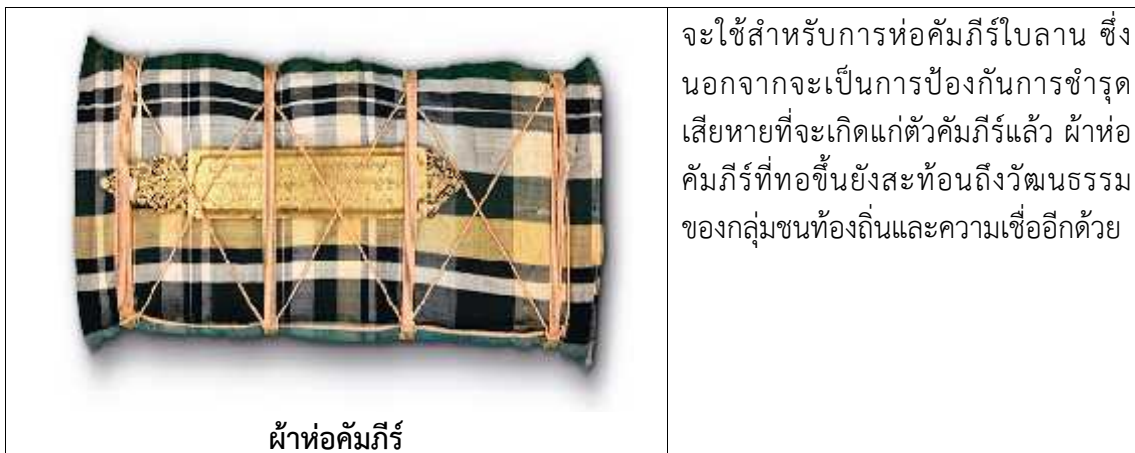 จะใช้สำหรับการห่อคัมภีร์ใบลาน ซึ่ง
นอกจากจะเป็นการป้องกันการชำรุด
เสียหายที่จะเกิดแก่ตัวคัมภีร์แล้ว ผ้าห่อ
คัมภีร์ที่ทอขึ้นยังสะท้อนถึงวัฒนธรรม
ของกลุ่มชนท้องถิ่นและความเชื่ออีกด้วย
ผ้าห่อคัมภีร์